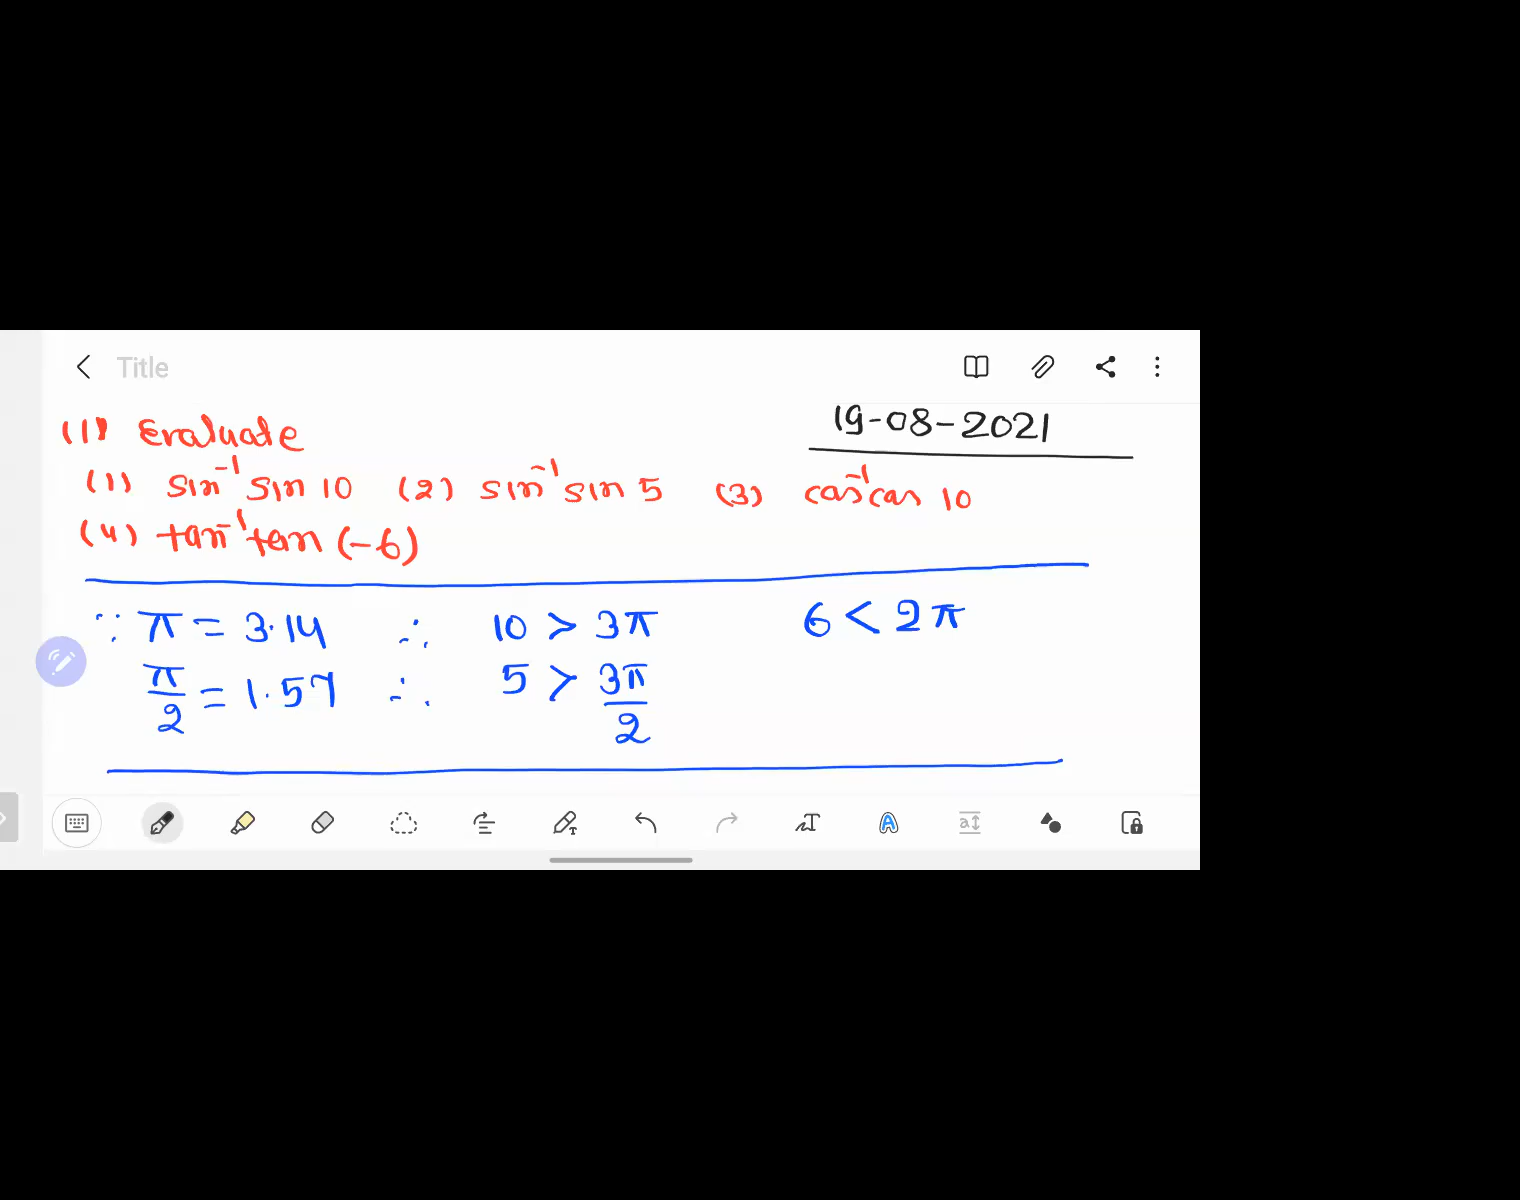 Title
19-08-2021
(1) Evaluate
(1) sin⁻¹ sin 10 (2) sin⁻¹ sin 5 (3) cos⁻¹ cos 10
(4) tan⁻¹ tan (-6)
∵ π = 3.14 ∴ 10 > 3π 6 < 2π
π/2 = 1.57 ∴ 5 > 3π/2